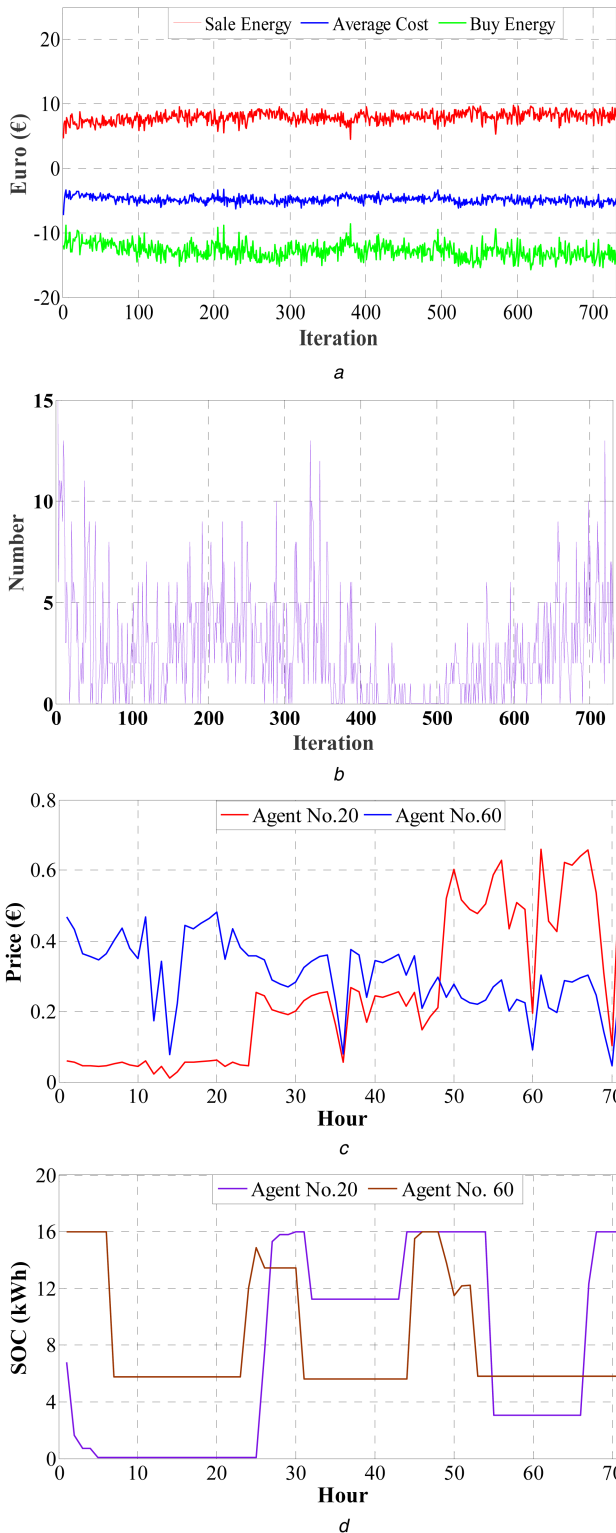 Sale Energy Average Cost Buy Energy
20
10
0
-10
-20
Euro (€)
0 100 200 300 400 500 600 700
Iteration
a
15
10
5
0
Number
0 100 200 300 400 500 600 700
Iteration
b
0.8
0.6
0.4
0.2
0
Price (€)
Agent No.20 Agent No.60
0 10 20 30 40 50 60 70
Hour
c
20
16
12
8
4
0
SOC (kWh)
Agent No.20 Agent No. 60
0 10 20 30 40 50 60 70
Hour
d